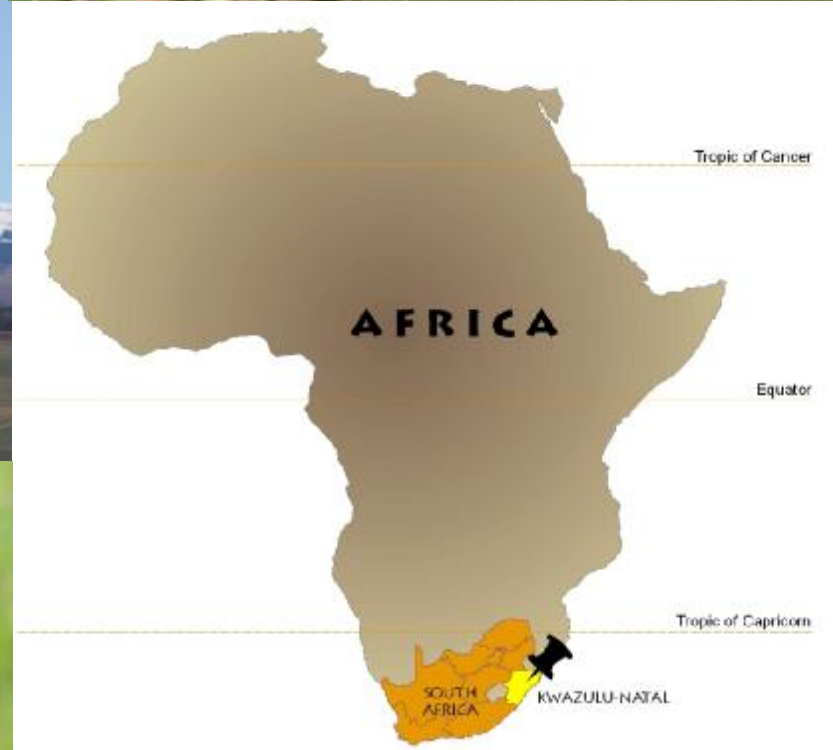 Tropic of Cancer
AFRICA
Equator
Tropic of Capricorn
SOUTH
AFRICA
KWAZULU-NATAL